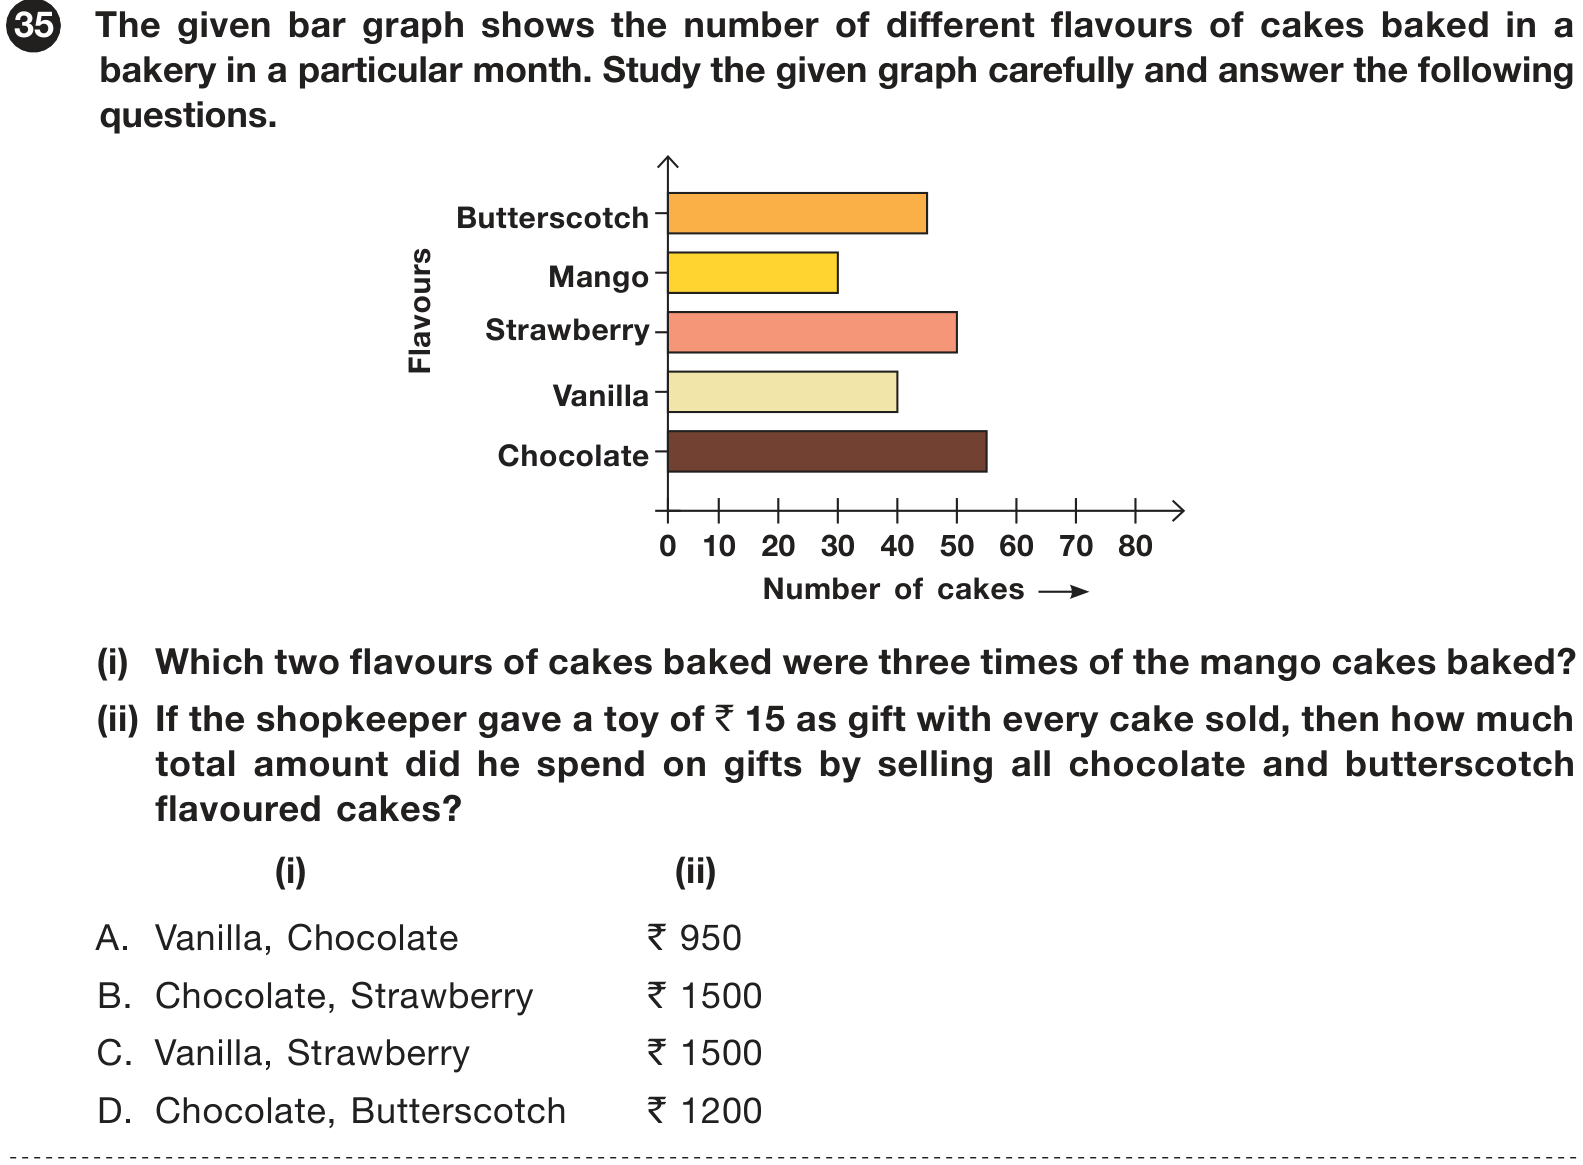 35 The given bar graph shows the number of different flavours of cakes baked in a
bakery in a particular month. Study the given graph carefully and answer the following
questions.
Flavours
Butterscotch
Mango
Strawberry
Vanilla
Chocolate
0 10 20 30 40 50 60 70 80
Number of cakes
(i) Which two flavours of cakes baked were three times of the mango cakes baked?
(ii) If the shopkeeper gave a toy of ₹ 15 as gift with every cake sold, then how much
total amount did he spend on gifts by selling all chocolate and butterscotch
flavoured cakes?
(i) (ii)
A. Vanilla, Chocolate ₹ 950
B. Chocolate, Strawberry ₹ 1500
C. Vanilla, Strawberry ₹ 1500
D. Chocolate, Butterscotch ₹ 1200